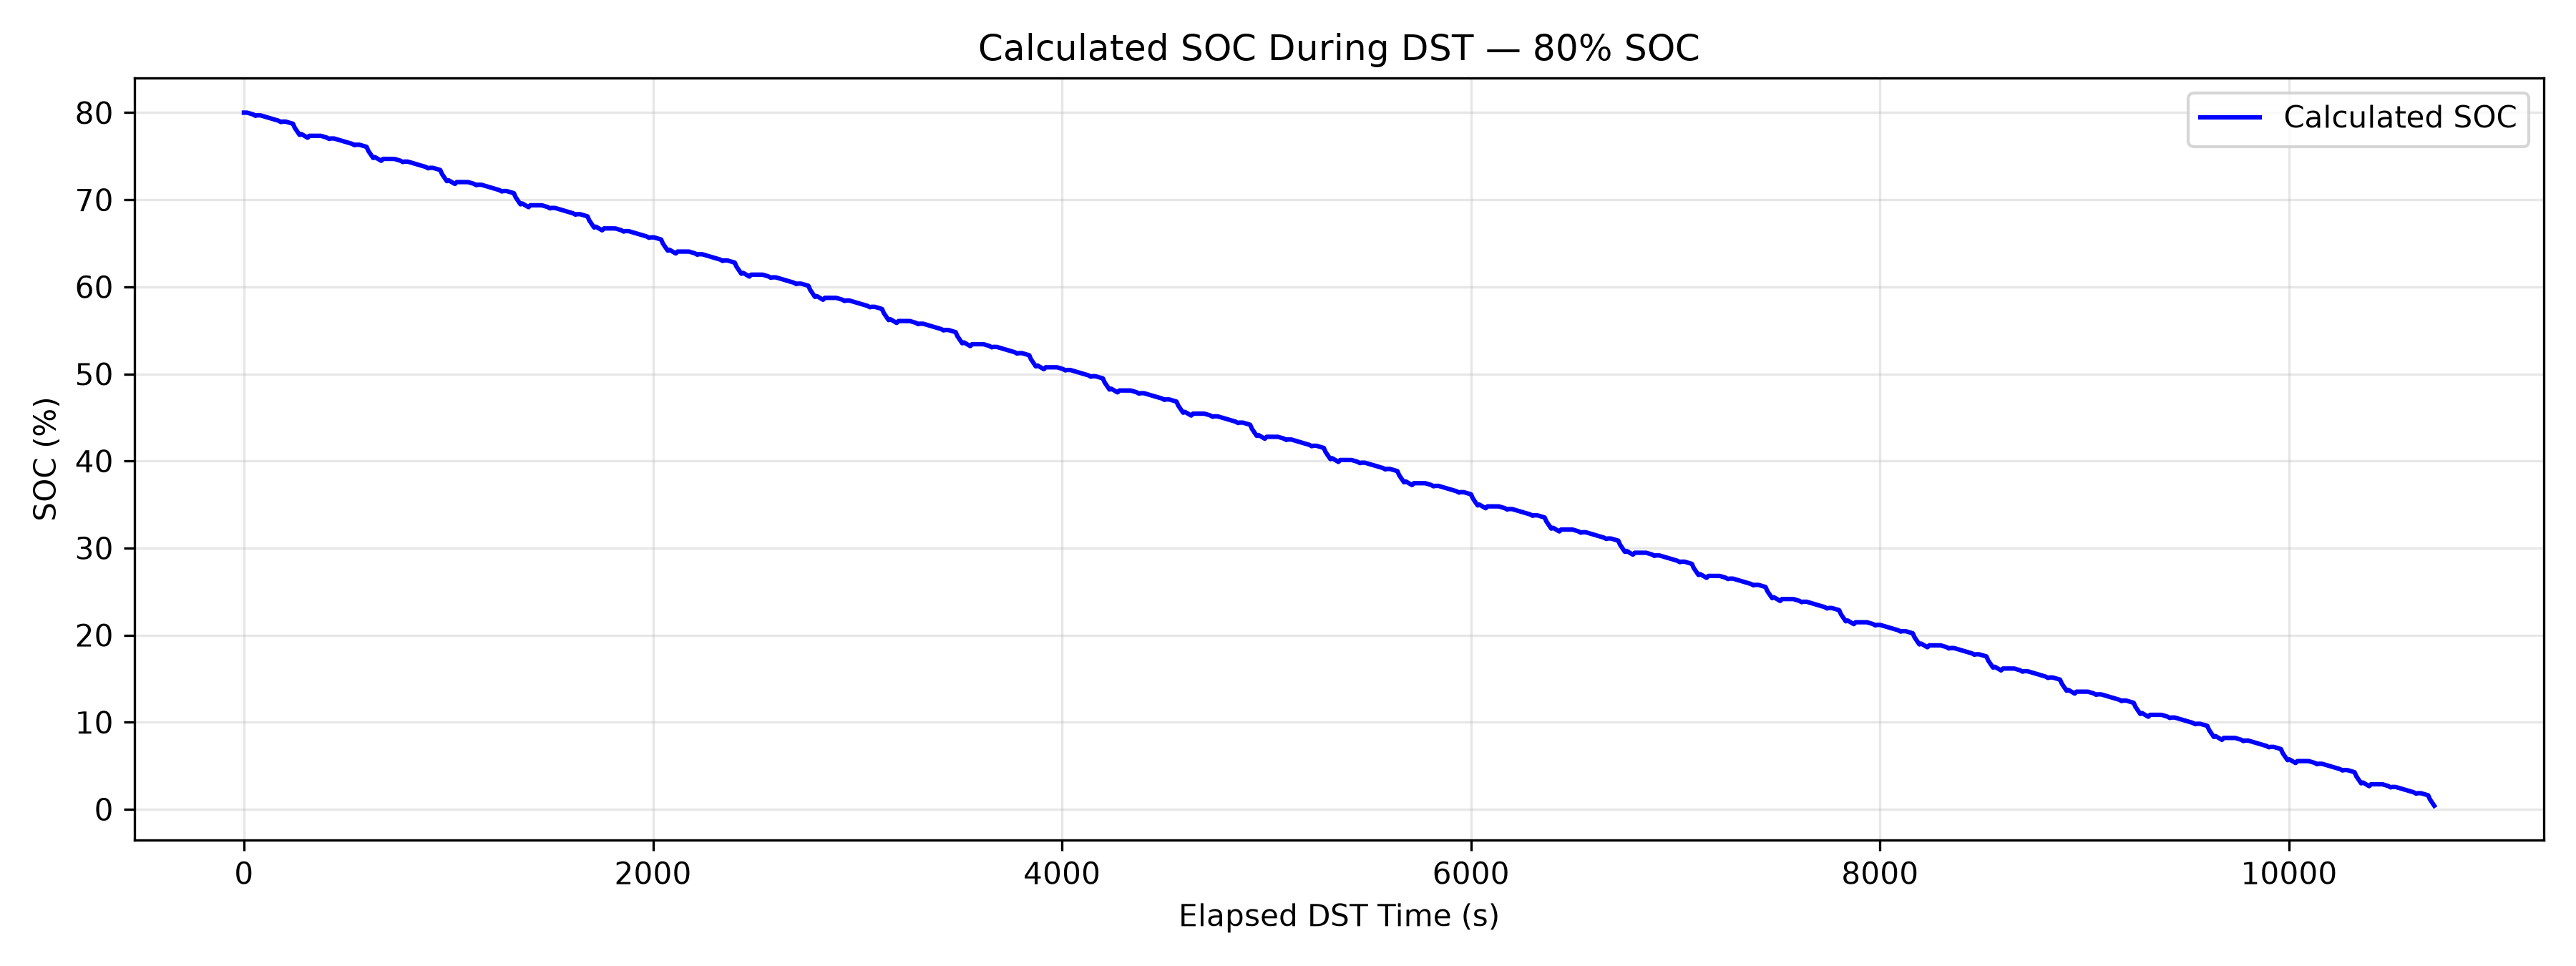 Calculated SOC During DST — 80% SOC
Calculated SOC
80
70
60
50
40
30
20
10
0
SOC (%)
0 2000 4000 6000 8000 10000
Elapsed DST Time (s)